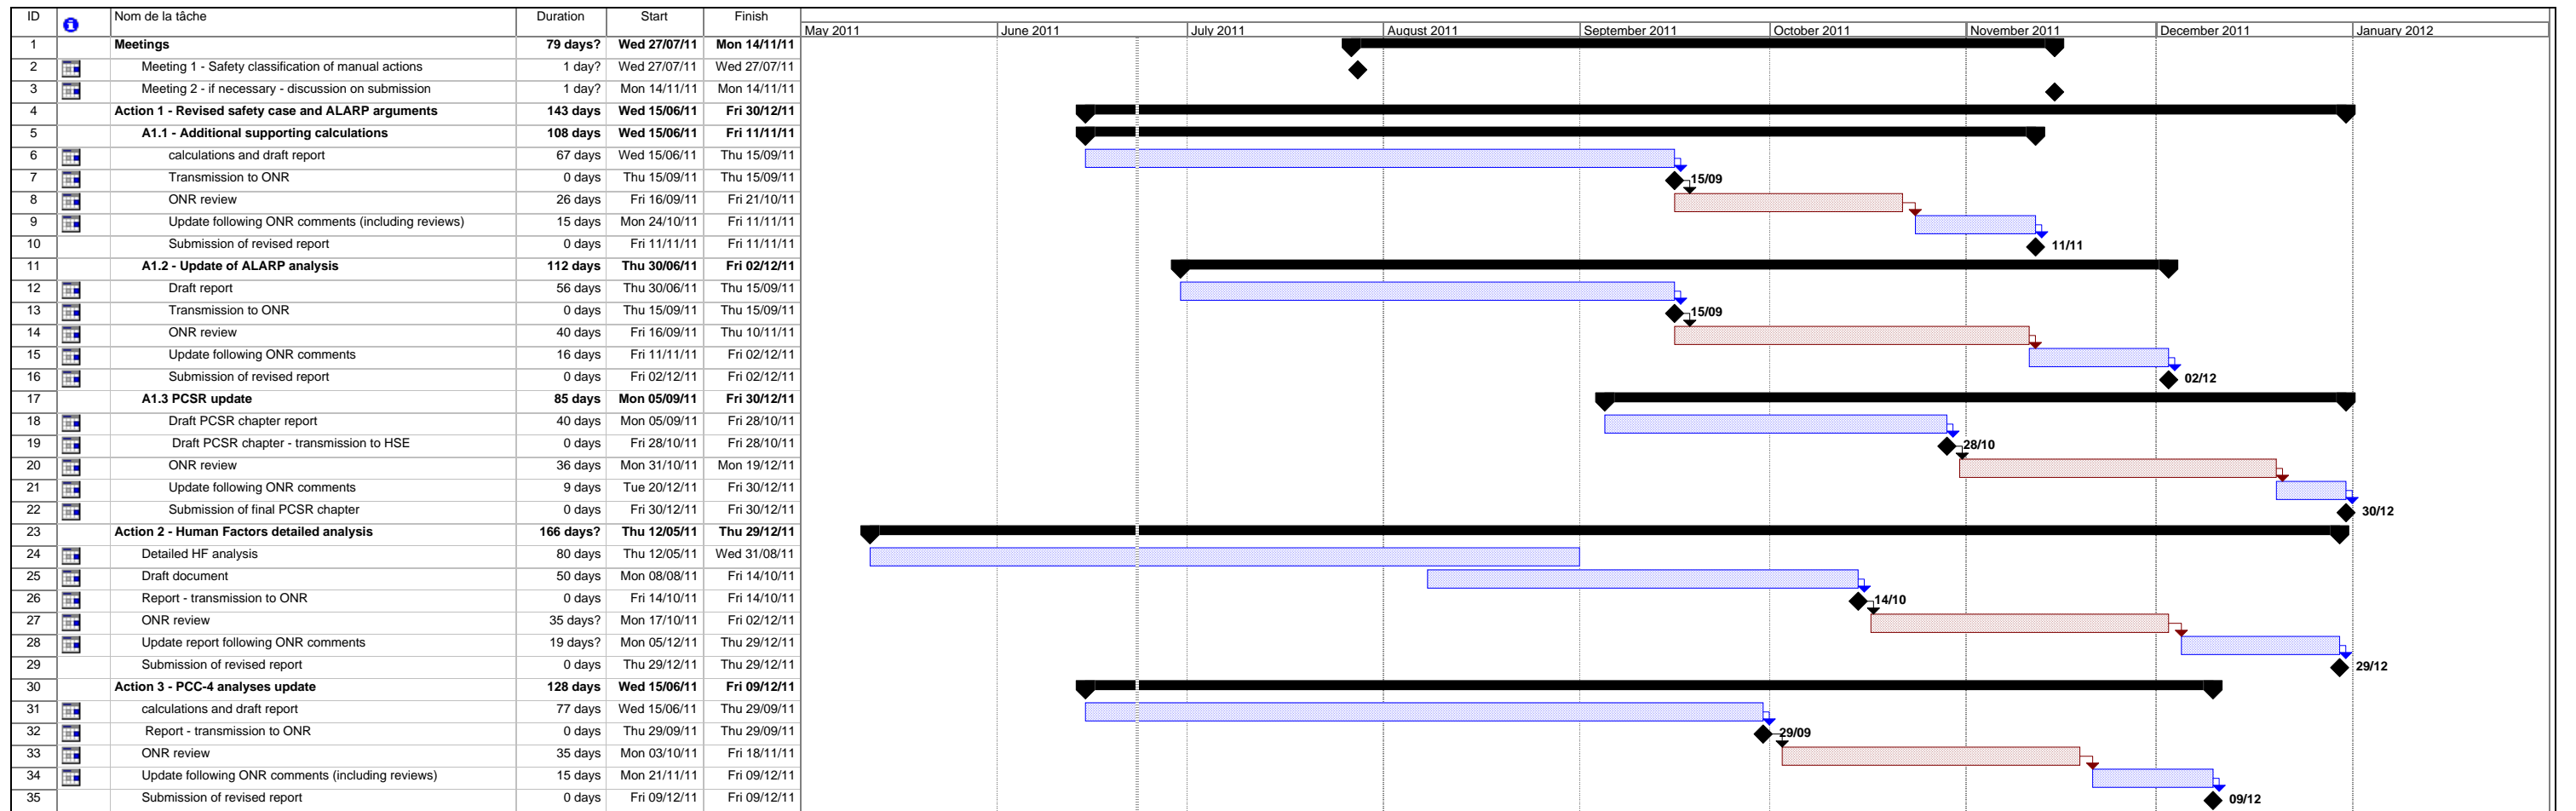 ID Nom de la tâche Duration Start Finish
May 2011 June 2011 July 2011 August 2011 September 2011 October 2011 November 2011 December 2011 January 2012
1 Meetings 79 days? Wed 27/07/11 Mon 14/11/11
2 Meeting 1 - Safety classification of manual actions 1 day? Wed 27/07/11 Wed 27/07/11
3 Meeting 2 - if necessary - discussion on submission 1 day? Mon 14/11/11 Mon 14/11/11
4 Action 1 - Revised safety case and ALARP arguments 143 days Wed 15/06/11 Fri 30/12/11
5 A1.1 - Additional supporting calculations 108 days Wed 15/06/11 Fri 11/11/11
6 calculations and draft report 67 days Wed 15/06/11 Thu 15/09/11
7 Transmission to ONR 0 days Thu 15/09/11 Thu 15/09/11 15/09
8 ONR review 26 days Fri 16/09/11 Fri 21/10/11
9 Update following ONR comments (including reviews) 15 days Mon 24/10/11 Fri 11/11/11
10 Submission of revised report 0 days Fri 11/11/11 Fri 11/11/11 11/11
11 A1.2 - Update of ALARP analysis 112 days Thu 30/06/11 Fri 02/12/11
12 Draft report 56 days Thu 30/06/11 Thu 15/09/11
13 Transmission to ONR 0 days Thu 15/09/11 Thu 15/09/11 15/09
14 ONR review 40 days Fri 16/09/11 Thu 10/11/11
15 Update following ONR comments 16 days Fri 11/11/11 Fri 02/12/11
16 Submission of revised report 0 days Fri 02/12/11 Fri 02/12/11 02/12
17 A1.3 PCSR update 85 days Mon 05/09/11 Fri 30/12/11
18 Draft PCSR chapter report 40 days Mon 05/09/11 Fri 28/10/11
19 Draft PCSR chapter - transmission to HSE 0 days Fri 28/10/11 Fri 28/10/11 28/10
20 ONR review 36 days Mon 31/10/11 Mon 19/12/11
21 Update following ONR comments 9 days Tue 20/12/11 Fri 30/12/11
22 Submission of final PCSR chapter 0 days Fri 30/12/11 Fri 30/12/11 30/12
23 Action 2 - Human Factors detailed analysis 166 days? Thu 12/05/11 Thu 29/12/11
24 Detailed HF analysis 80 days Thu 12/05/11 Wed 31/08/11
25 Draft document 50 days Mon 08/08/11 Fri 14/10/11
26 Report - transmission to ONR 0 days Fri 14/10/11 Fri 14/10/11 14/10
27 ONR review 35 days? Mon 17/10/11 Fri 02/12/11
28 Update report following ONR comments 19 days? Mon 05/12/11 Thu 29/12/11
29 Submission of revised report 0 days Thu 29/12/11 Thu 29/12/11 29/12
30 Action 3 - PCC-4 analyses update 128 days Wed 15/06/11 Fri 09/12/11
31 calculations and draft report 77 days Wed 15/06/11 Thu 29/09/11
32 Report - transmission to ONR 0 days Thu 29/09/11 Thu 29/09/11 29/09
33 ONR review 35 days Mon 03/10/11 Fri 18/11/11
34 Update following ONR comments (including reviews) 15 days Mon 21/11/11 Fri 09/12/11
35 Submission of revised report 0 days Fri 09/12/11 Fri 09/12/11 09/12